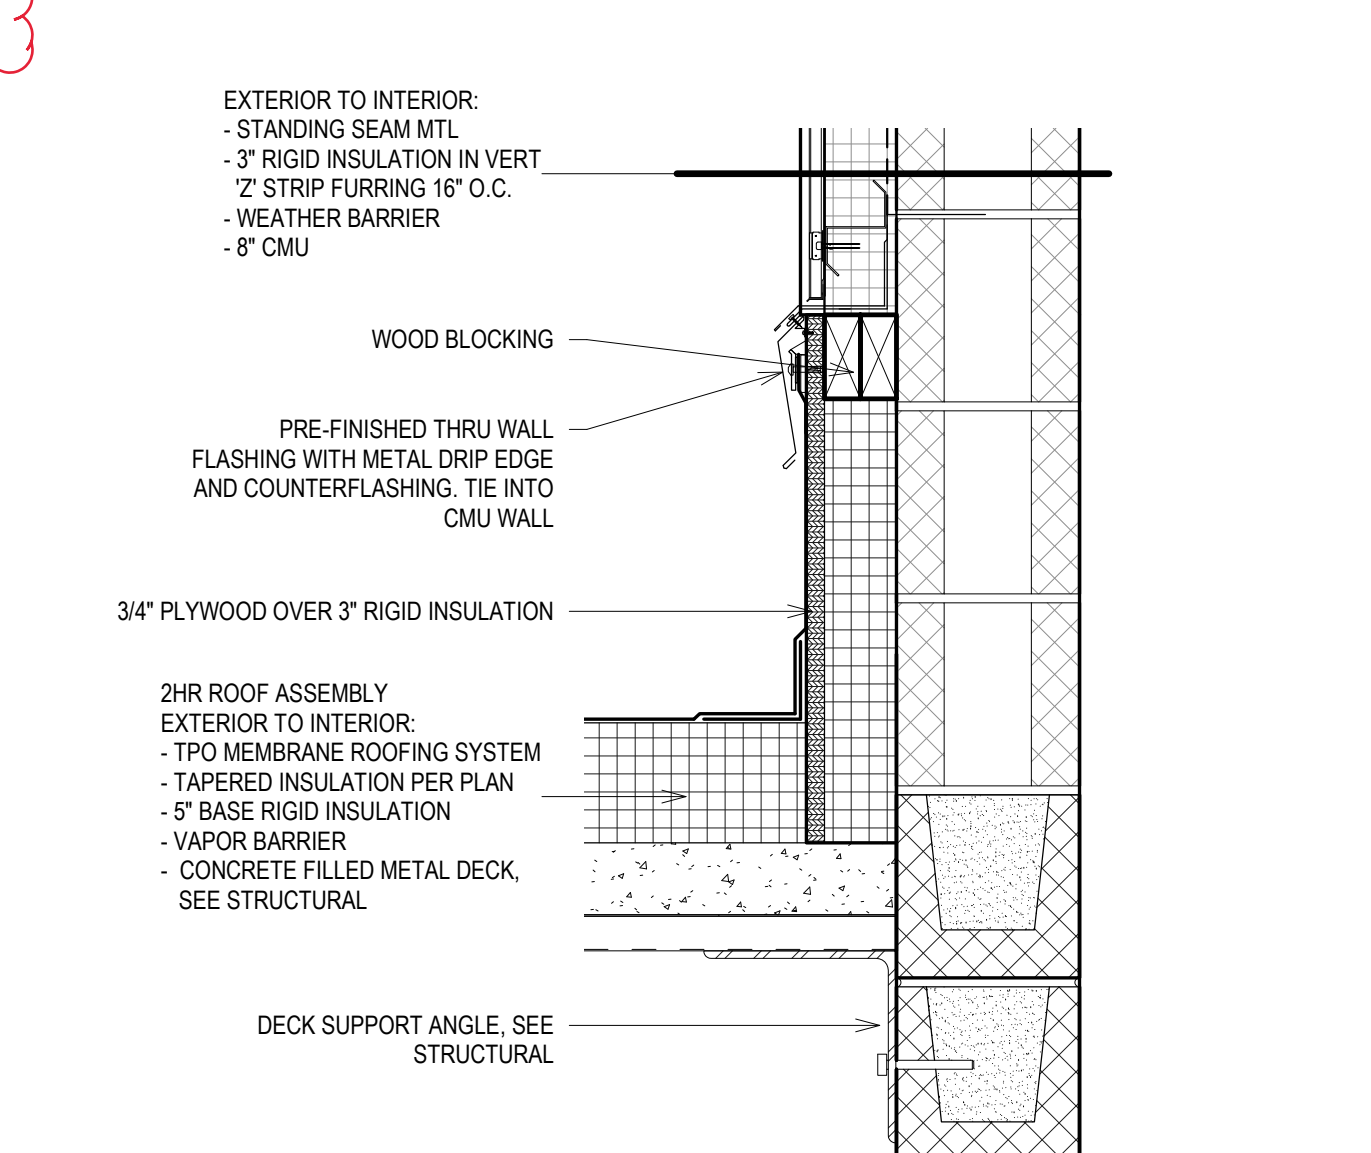 EXTERIOR TO INTERIOR:
- STANDING SEAM MTL
- 3" RIGID INSULATION IN VERT
'Z' STRIP FURRING 16" O.C.
- WEATHER BARRIER
- 8" CMU
WOOD BLOCKING
PRE-FINISHED THRU WALL
FLASHING WITH METAL DRIP EDGE
AND COUNTERFLASHING. TIE INTO
CMU WALL
3/4" PLYWOOD OVER 3" RIGID INSULATION
2HR ROOF ASSEMBLY
EXTERIOR TO INTERIOR:
- TPO MEMBRANE ROOFING SYSTEM
- TAPERED INSULATION PER PLAN
- 5" BASE RIGID INSULATION
- VAPOR BARRIER
- CONCRETE FILLED METAL DECK,
SEE STRUCTURAL
DECK SUPPORT ANGLE, SEE
STRUCTURAL